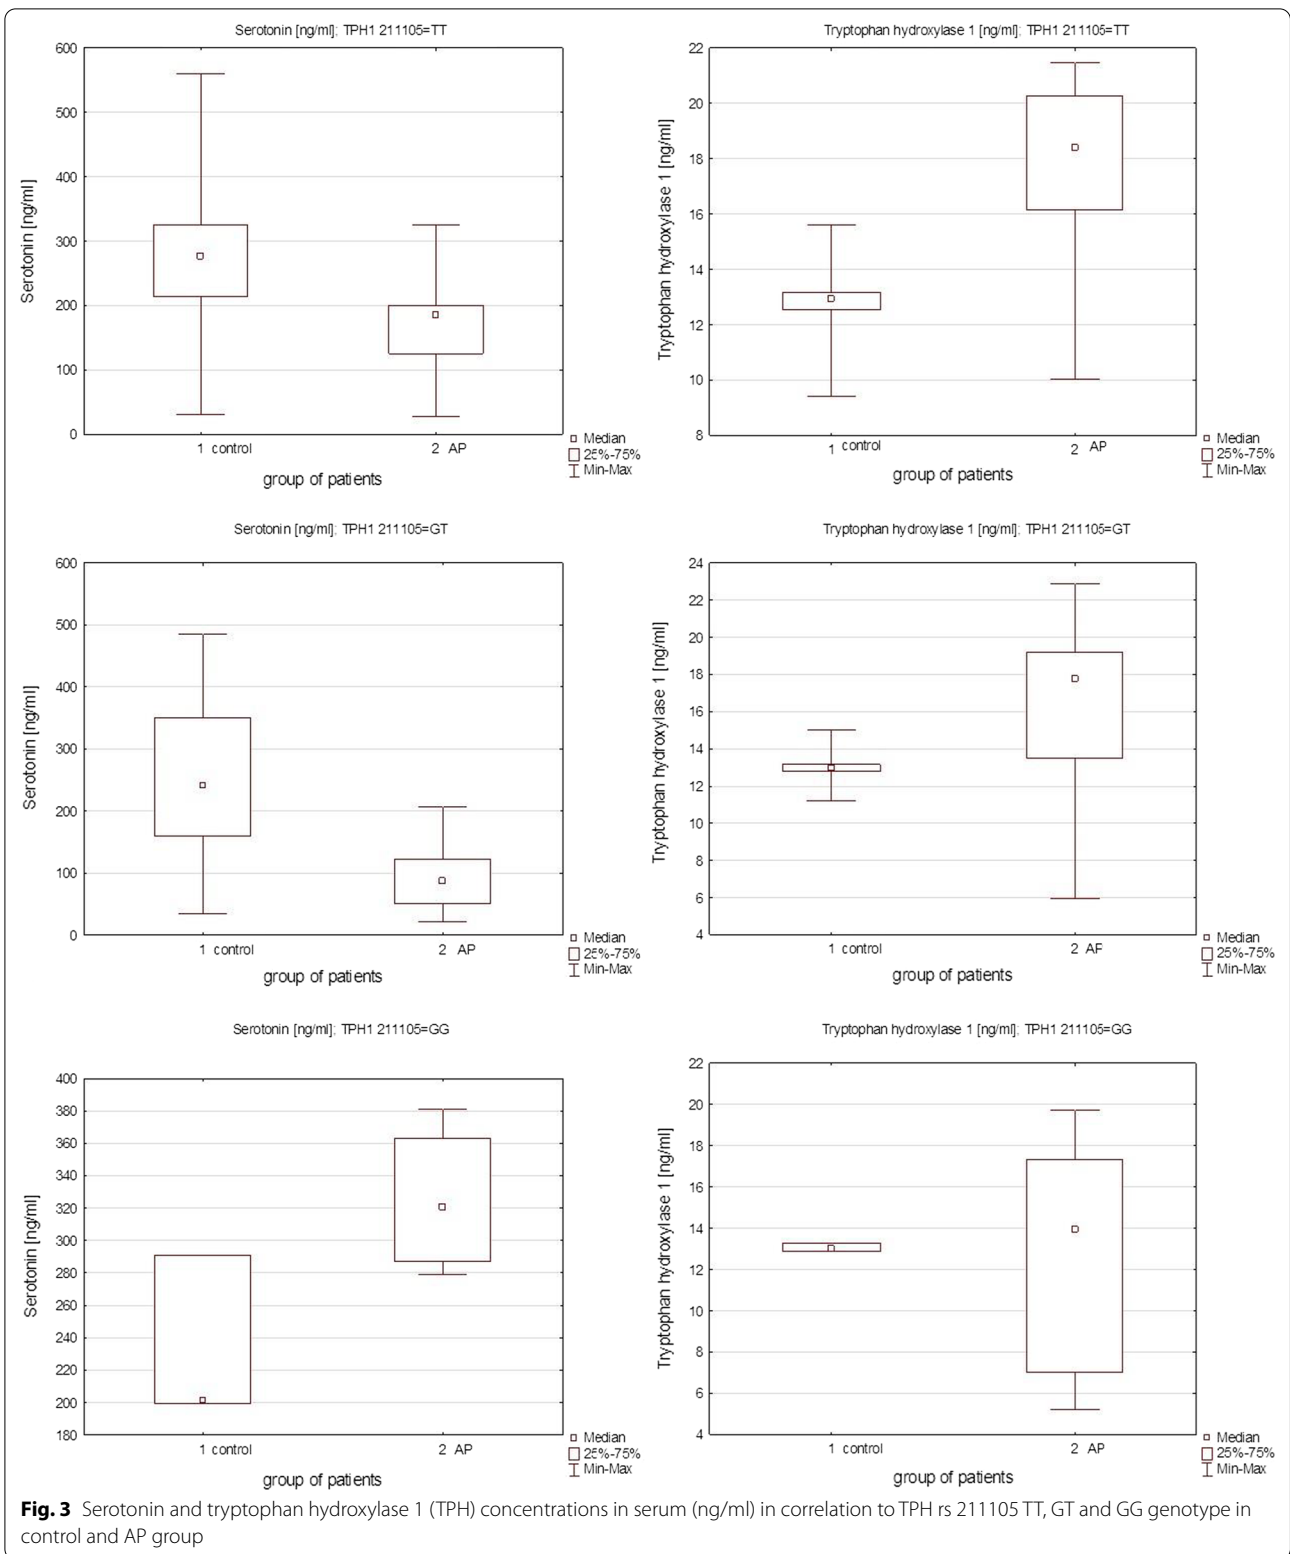 Serotonin [ng/ml]; TPH1 211105=TT
600
500
400
300
200
100
0
Serotonin [ng/ml]
1 control
2 AP
group of patients
Median
25%-75%
Min-Max
Tryptophan hydroxylase 1 [ng/ml]; TPH1 211105=TT
22
20
18
16
14
12
10
8
Tryptophan hydroxylase 1 [ng/ml]
1 control
2 AP
group of patients
Median
25%-75%
Min-Max
Serotonin [ng/ml]; TPH1 211105=GT
600
500
400
300
200
100
0
Serotonin [ng/ml]
1 control
2 AP
group of patients
Median
25%-75%
Min-Max
Tryptophan hydroxylase 1 [ng/ml]; TPH1 211105=GT
24
22
20
18
16
14
12
10
8
6
4
Tryptophan hydroxylase 1 [ng/ml]
1 control
2 AP
group of patients
Median
25%-75%
Min-Max
Serotonin [ng/ml]; TPH1 211105=GG
400
380
360
340
320
300
280
260
240
220
200
180
Serotonin [ng/ml]
1 control
2 AP
group of patients
Median
25%-75%
Min-Max
Tryptophan hydroxylase 1 [ng/ml]; TPH1 211105=GG
22
20
18
16
14
12
10
8
6
4
Tryptophan hydroxylase 1 [ng/ml]
1 control
2 AP
group of patients
Median
25%-75%
Min-Max
Fig. 3 Serotonin and tryptophan hydroxylase 1 (TPH) concentrations in serum (ng/ml) in correlation to TPH rs 211105 TT, GT and GG genotype in
control and AP group